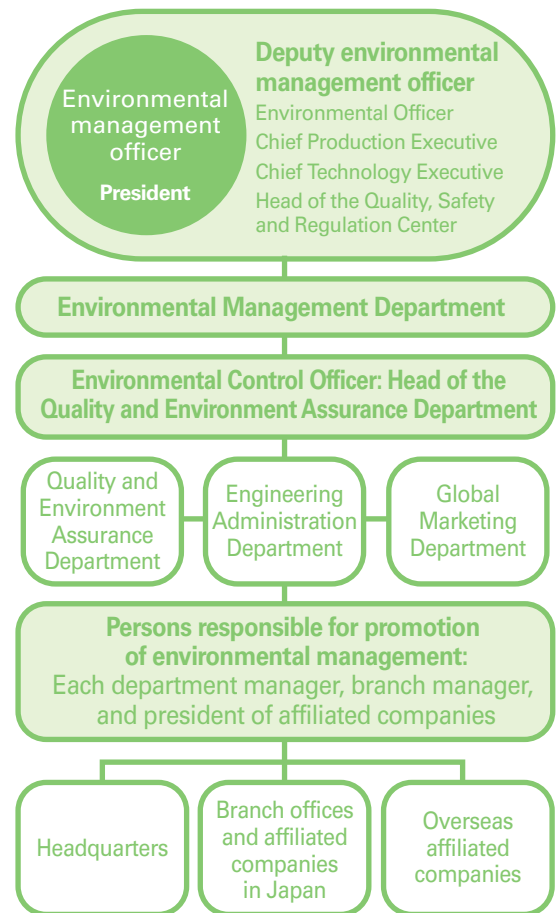 Environmental
management
officer
President
Deputy environmental
management officer
Environmental Officer
Chief Production Executive
Chief Technology Executive
Head of the Quality, Safety
and Regulation Center
Environmental Management Department
Environmental Control Officer: Head of the
Quality and Environment Assurance Department
Quality and
Environment
Assurance
Department
Engineering
Administration
Department
Global
Marketing
Department
Persons responsible for promotion
of environmental management:
Each department manager, branch manager,
and president of affiliated companies
Headquarters
Branch offices
and affiliated
companies
in Japan
Overseas
affiliated
companies